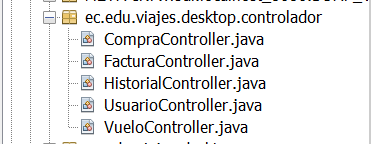 ec.edu.viajes.desktop.controlador
CompraController.java
FacturaController.java
HistorialController.java
UsuarioController.java
VueloController.java